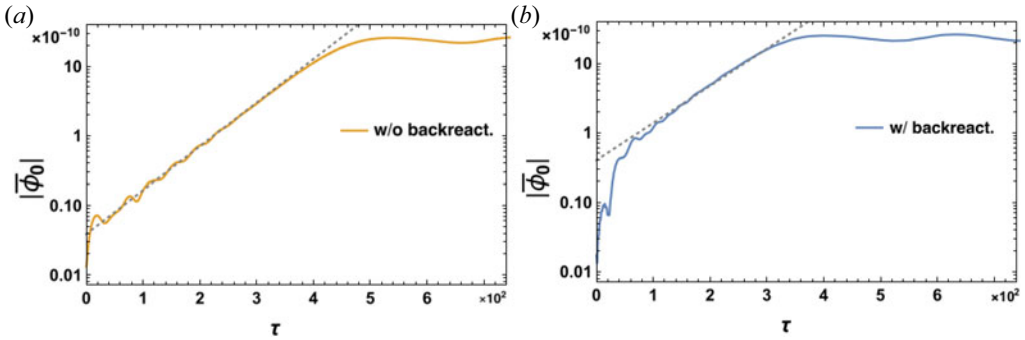 (a)
×10⁻¹⁰
10
1
0.10
0.01
|ϕ̅₀|
w/o backreact.
0 1 2 3 4 5 6 ×10²
τ
(b)
×10⁻¹⁰
10
1
0.10
0.01
|ϕ̅₀|
w/ backreact.
0 1 2 3 4 5 6 ×10²
τ